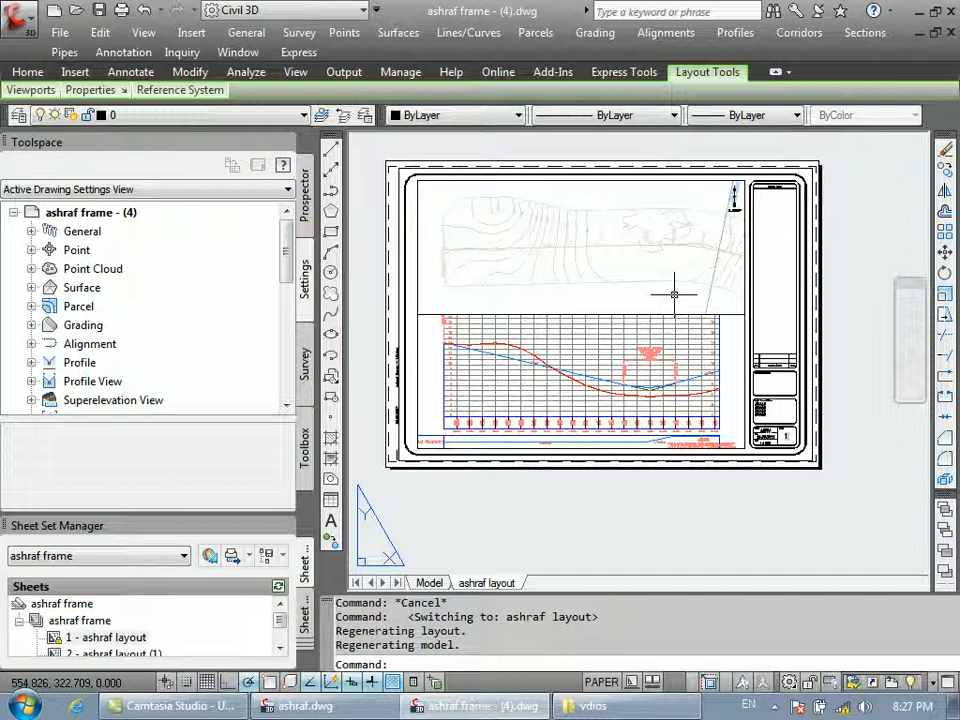 Civil 3D
ashraf frame - (4).dwg
Type a keyword or phrase
3D
File Edit View Insert General Survey Points Surfaces Lines/Curves Parcels Grading Alignments Profiles Corridors Sections
Pipes Annotation Inquiry Window Express
Home Insert Annotate Modify Analyze View Output Manage Help Online Add-Ins Express Tools Layout Tools
Viewports Properties Reference System
0
ByLayer ByLayer ByLayer ByColor
Toolspace
Active Drawing Settings View
ashraf frame - (4)
General
Point
Point Cloud
Surface
Parcel
Grading
Alignment
Profile
Profile View
Superelevation View
Prospector
Settings
Survey
Toolbox
Sheet Set Manager
ashraf frame
Sheets
ashraf frame
ashraf frame
1 - ashraf layout
2 - ashraf layout (1)
Sheet ...
Sheet ...
A
Y
X
Model ashraf layout
Command: *Cancel*
Command: <Switching to: ashraf layout>
Regenerating layout.
Regenerating model.
Command:
554.826, 322.709, 0.000
PAPER
Camtasia Studio - U...
ashraf.dwg
ashraf frame - (4).dwg
vdios
EN
8:27 PM